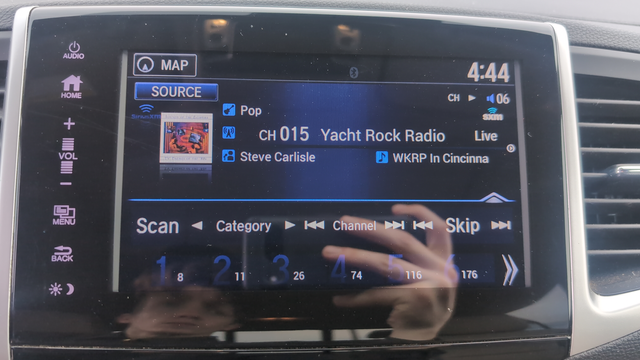 AUDIO
HOME
+
VOL
−
MENU
BACK
MAP
4:44
SOURCE
CH ▶ 06
SiriusXM
Pop
sxm
CH 015 Yacht Rock Radio Live
Steve Carlisle WKRP In Cincinna
Scan ◀ Category ▶ ⏮ Channel ⏭ ⏮ Skip ⏭
1 8 2 11 3 26 4 74 5 116 6 176